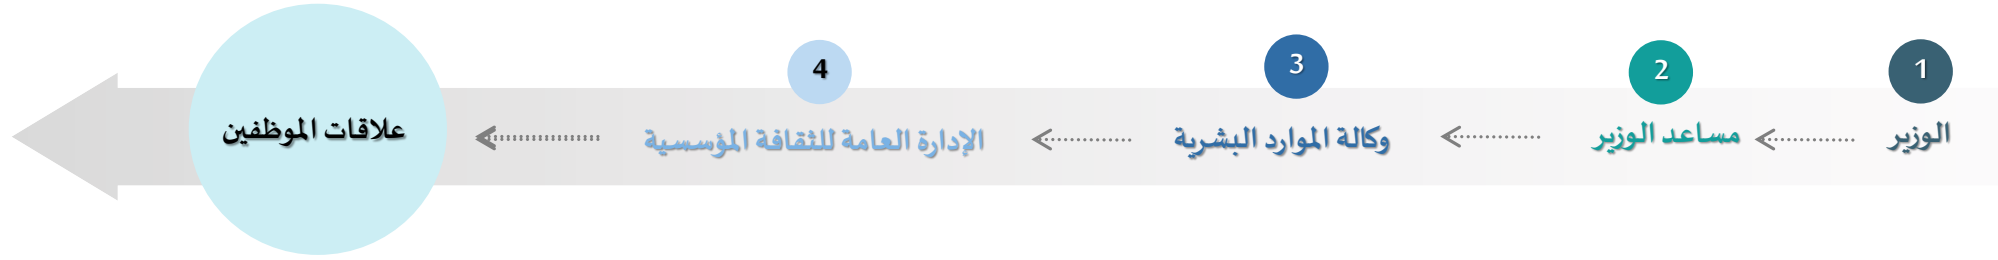 1
الوزير
2
مساعد الوزير
3
وكالة الموارد البشرية
4
الإدارة العامة للثقافة المؤسسية
علاقات الموظفين